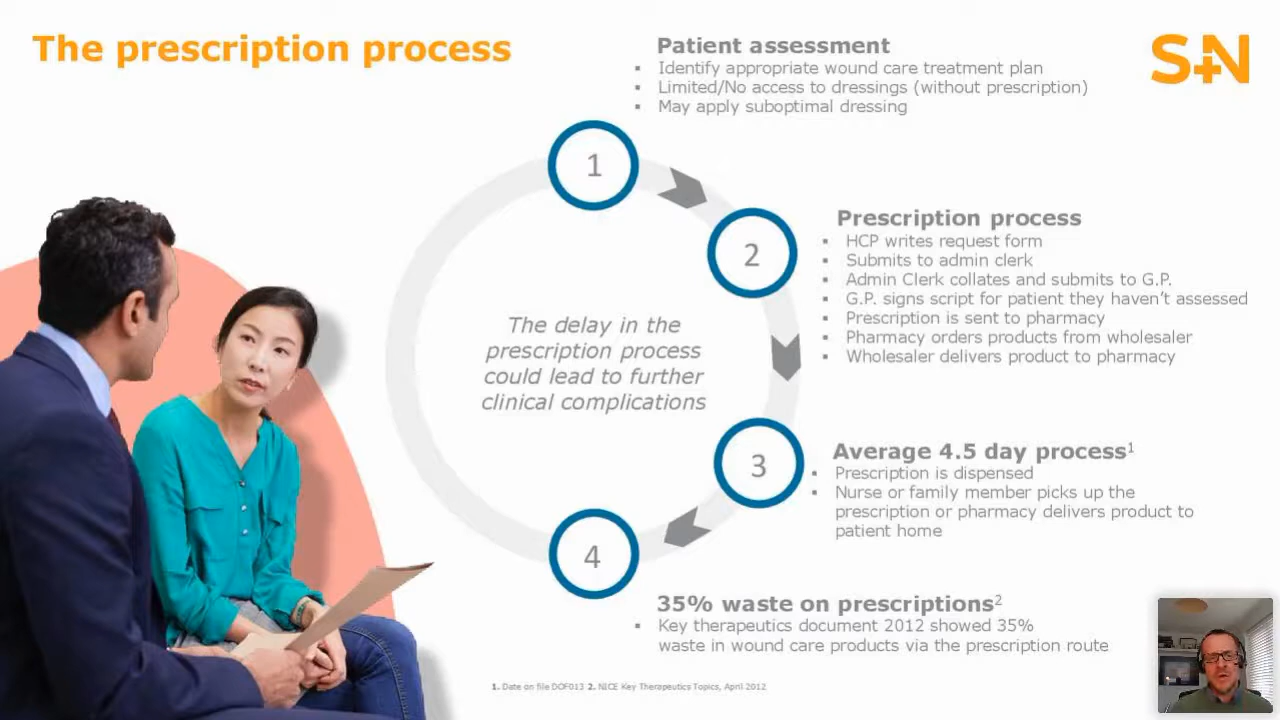 The prescription process
S+N
Patient assessment
▪ Identify appropriate wound care treatment plan
▪ Limited/No access to dressings (without prescription)
▪ May apply suboptimal dressing
1
2
Prescription process
▪ HCP writes request form
▪ Submits to admin clerk
▪ Admin Clerk collates and submits to G.P.
▪ G.P. signs script for patient they haven't assessed
▪ Prescription is sent to pharmacy
▪ Pharmacy orders products from wholesaler
▪ Wholesaler delivers product to pharmacy
The delay in the
prescription process
could lead to further
clinical complications
3
Average 4.5 day process¹
▪ Prescription is dispensed
▪ Nurse or family member picks up the
prescription or pharmacy delivers product to
patient home
4
35% waste on prescriptions²
▪ Key therapeutics document 2012 showed 35%
waste in wound care products via the prescription route
1. Date on file DOF013 2. NICE Key Therapeutics Topics, April 2012